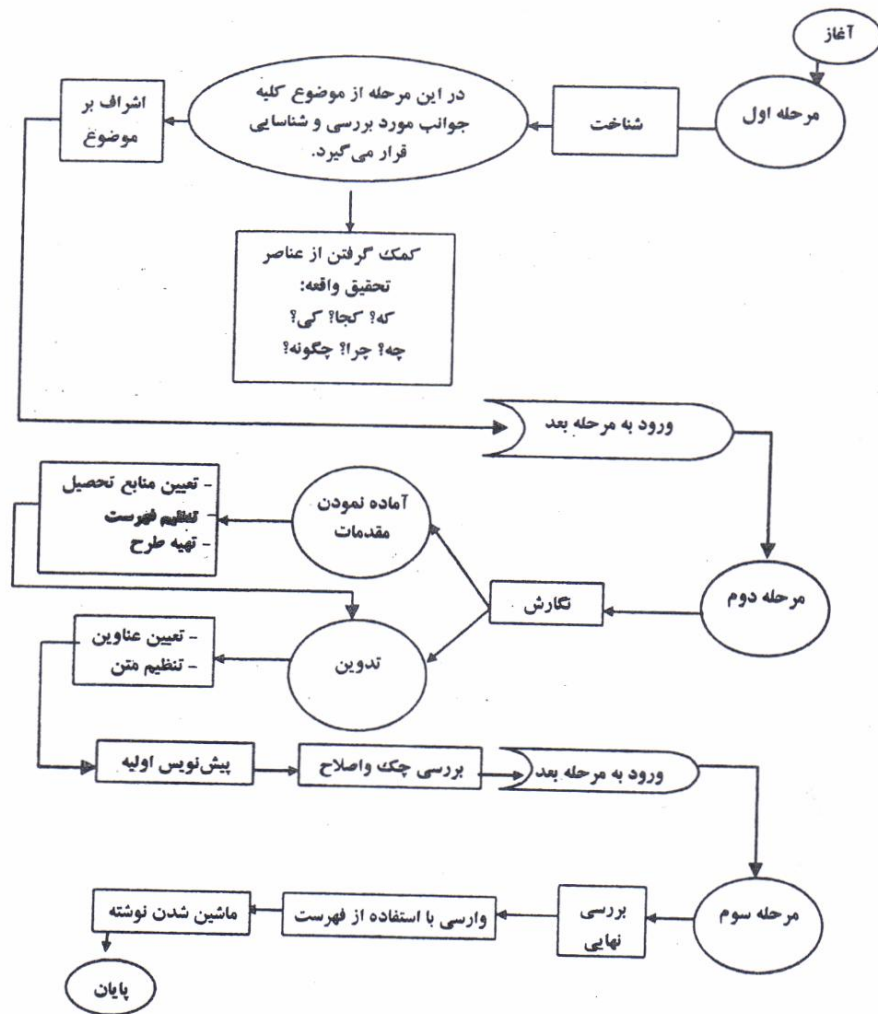 آغاز
مرحله اول
شناخت
در این مرحله از موضوع کلیه
جوانب مورد بررسی و شناسایی
قرار می‌گیرد.
اشراف بر
موضوع
کمک گرفتن از عناصر
تحقیق واقعه:
که؟ کجا؟ کی؟
چه؟ چرا؟ چگونه؟
ورود به مرحله بعد
مرحله دوم
نگارش
آماده نمودن
مقدمات
- تعیین منابع تحصیل
- تنظیم فهرست
- تهیه طرح
تدوین
- تعیین عناوین
- تنظیم متن
پیش‌نویس اولیه
بررسی چک واصلاح
ورود به مرحله بعد
مرحله سوم
بررسی
نهایی
وارسی با استفاده از فهرست
ماشین شدن نوشته
پایان